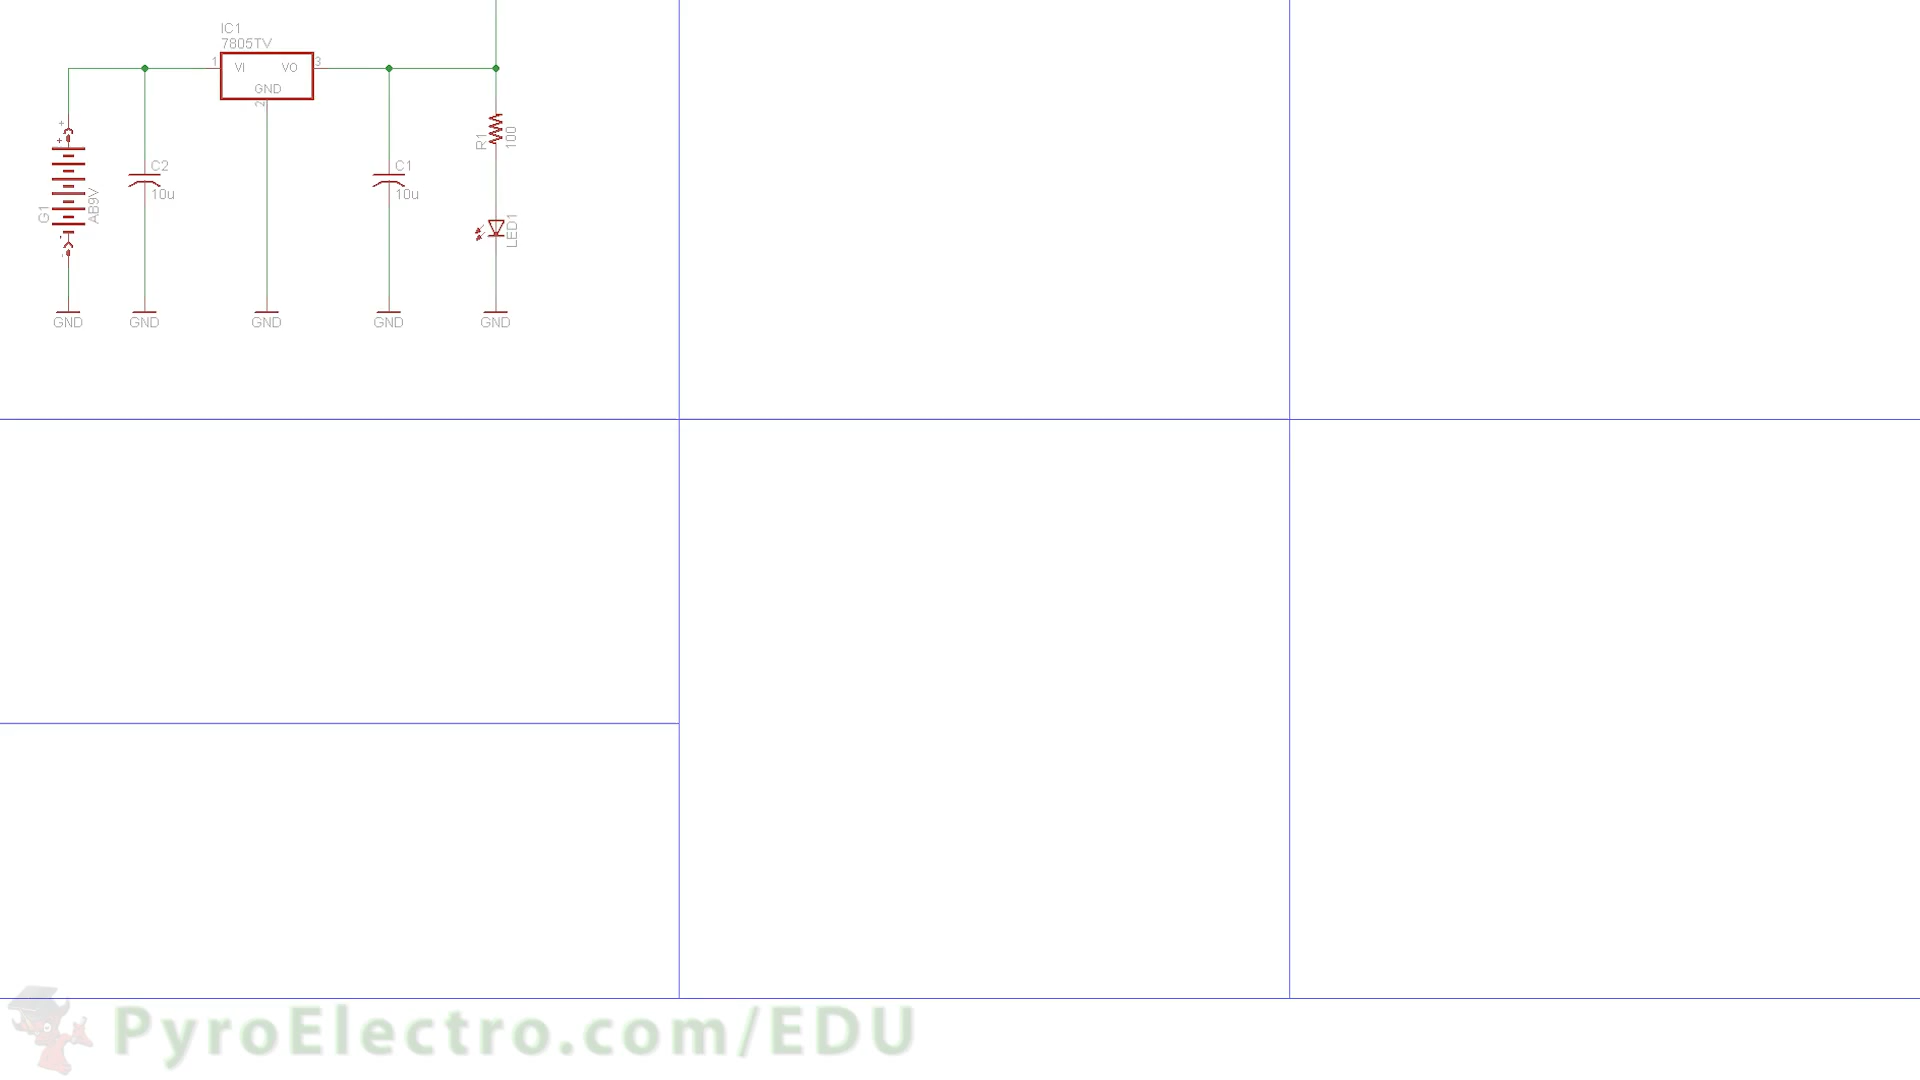 IC1
7805TV
1
VI
VO
3
GND
2
+
+
-
-
G1
AB9V
C2
10u
C1
10u
R1
100
LED1
GND
GND
GND
GND
GND
PyroElectro.com/EDU